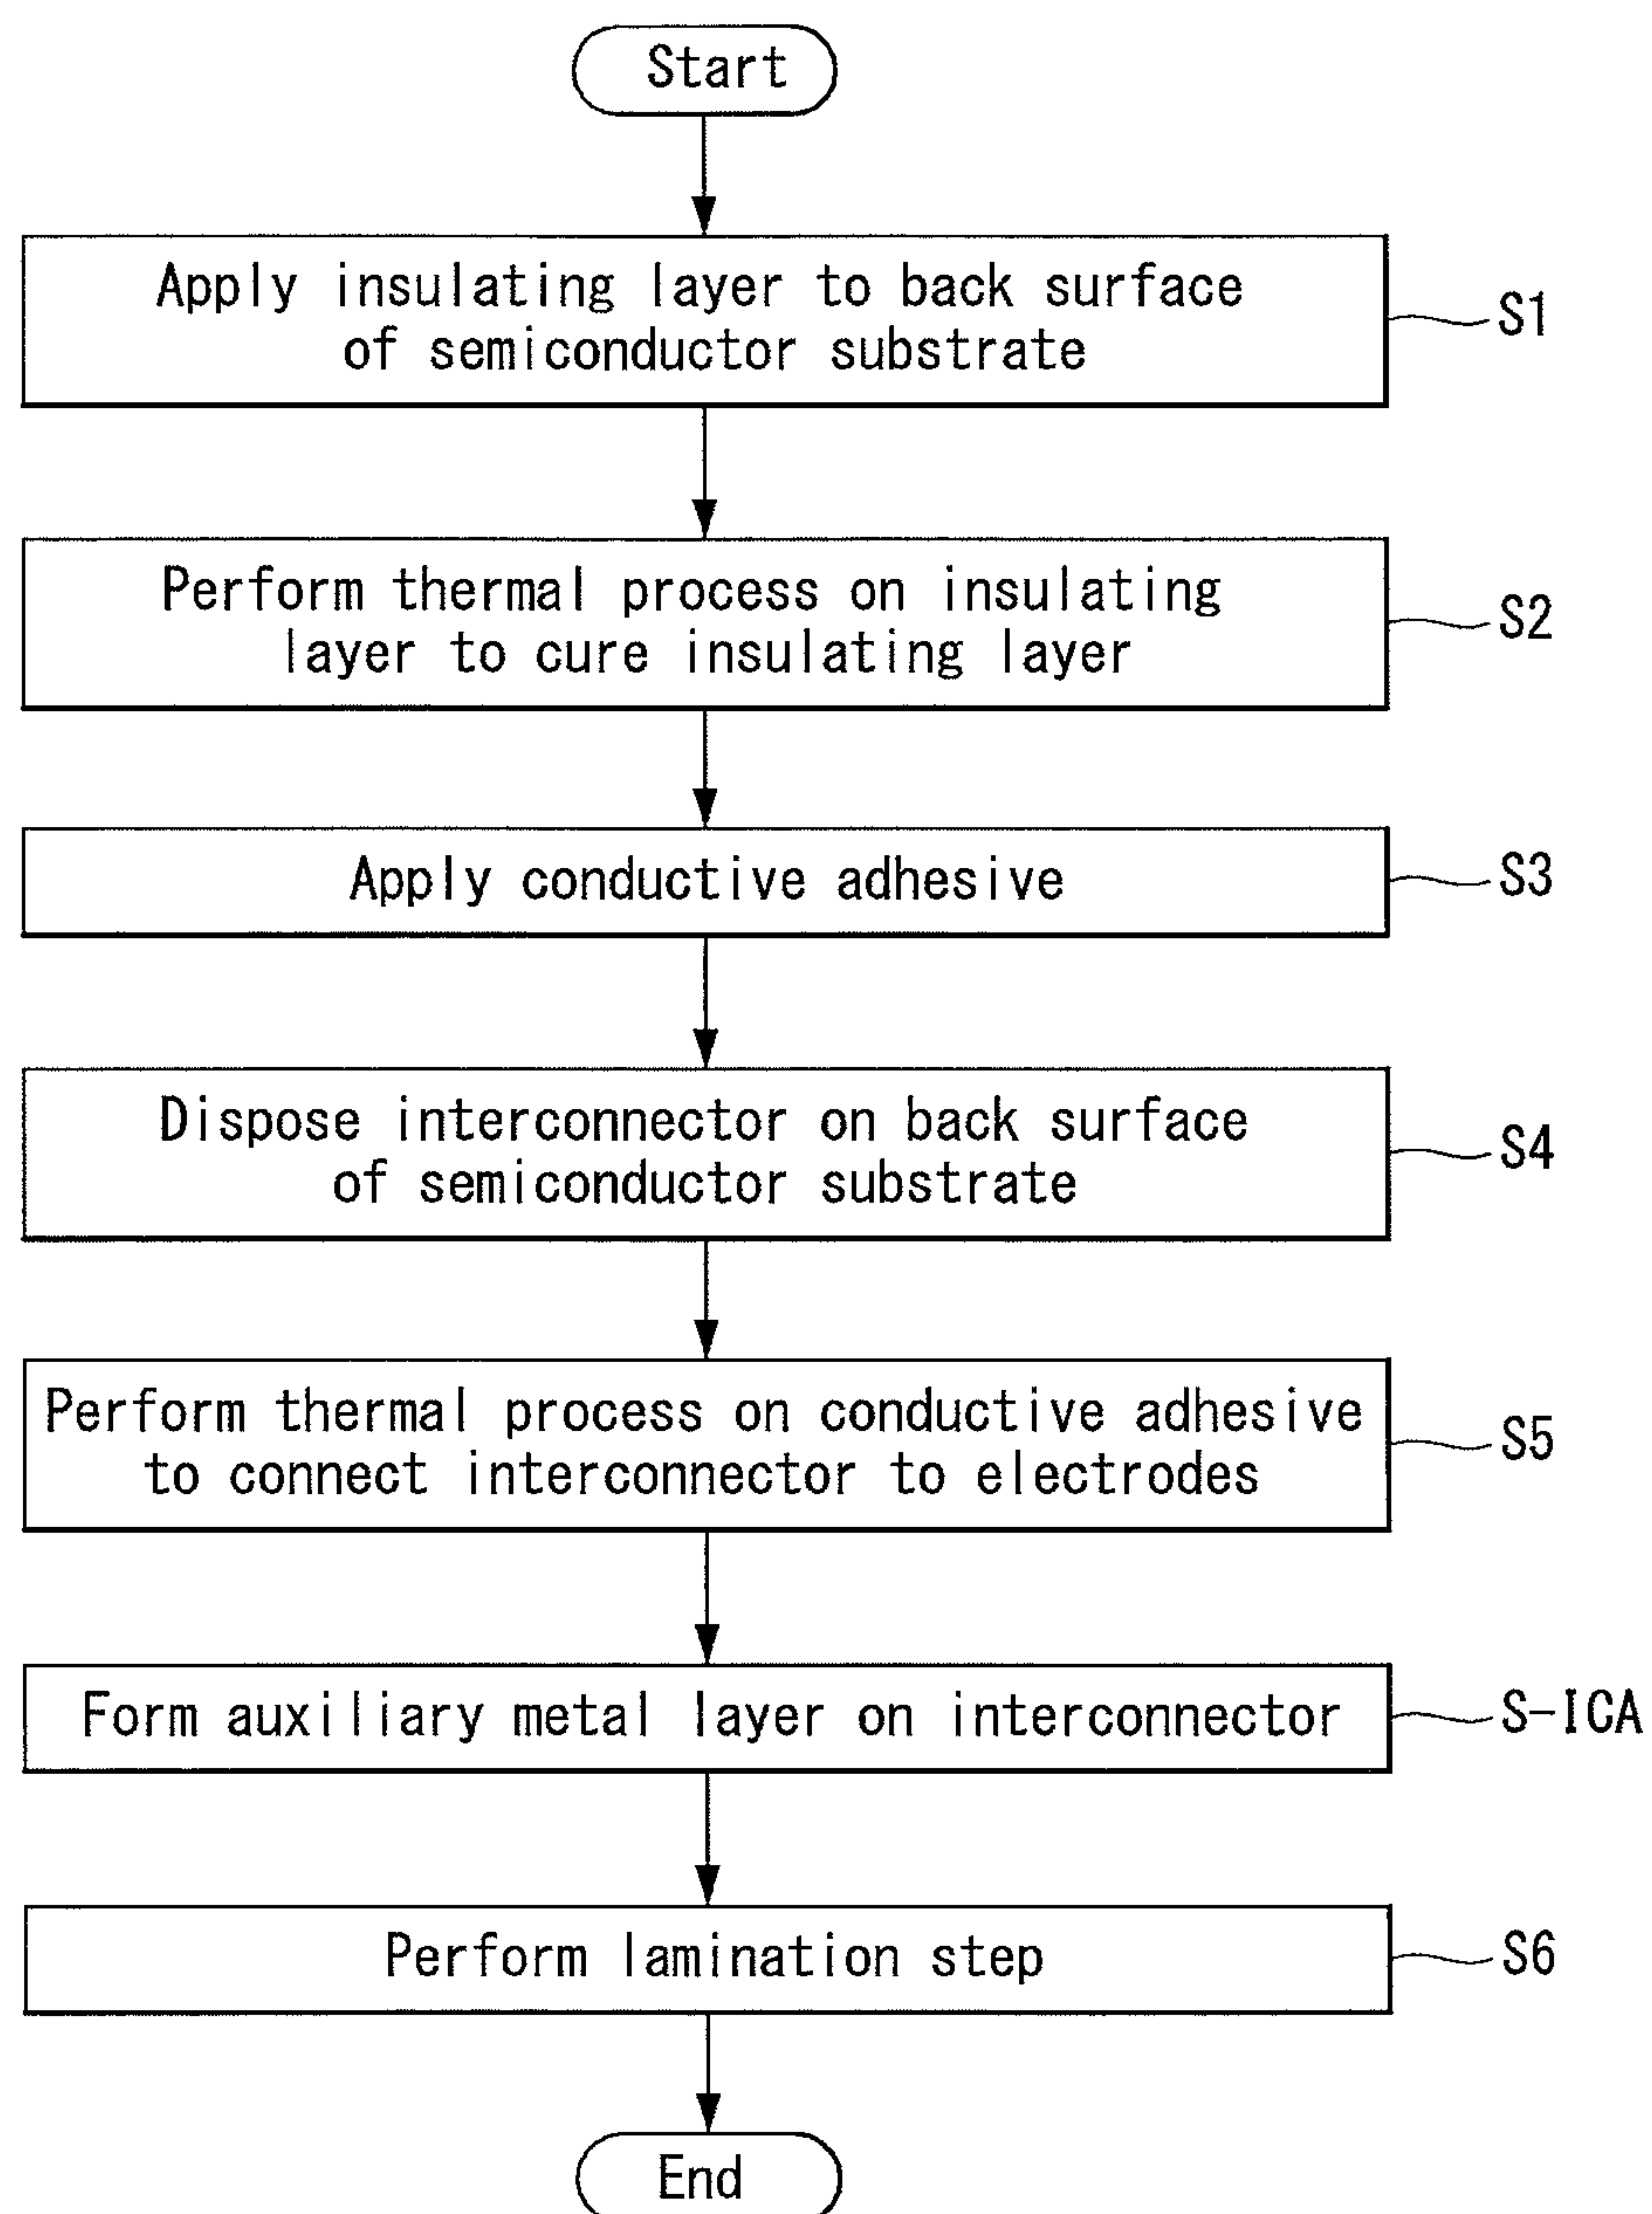 Start
Apply insulating layer to back surface
of semiconductor substrate
S1
Perform thermal process on insulating
layer to cure insulating layer
S2
Apply conductive adhesive
S3
Dispose interconnector on back surface
of semiconductor substrate
S4
Perform thermal process on conductive adhesive
to connect interconnector to electrodes
S5
Form auxiliary metal layer on interconnector
S-ICA
Perform lamination step
S6
End